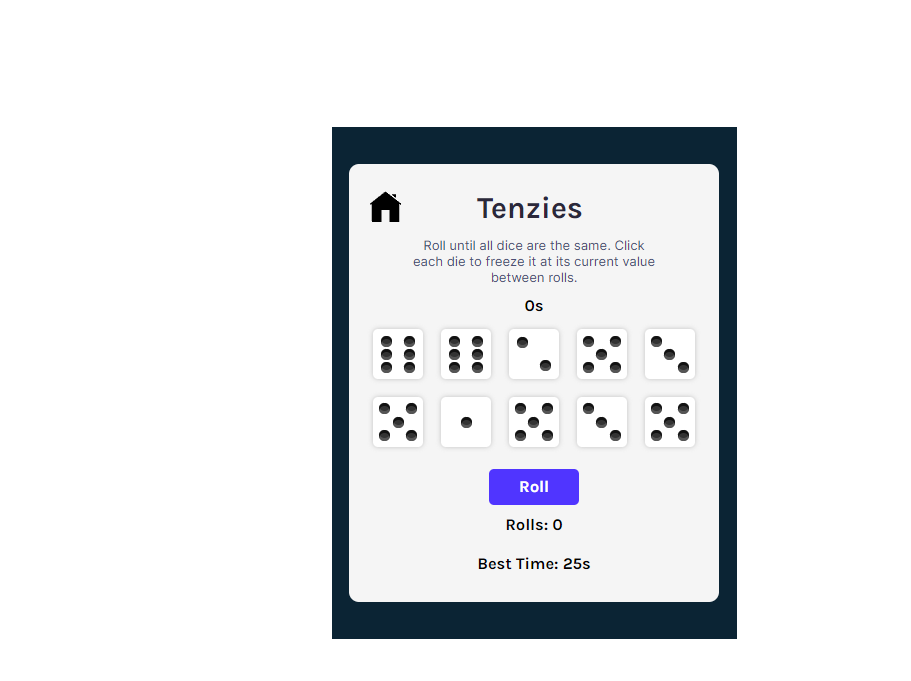 Tenzies
Roll until all dice are the same. Click
each die to freeze it at its current value
between rolls.
0s
Roll
Rolls: 0
Best Time: 25s